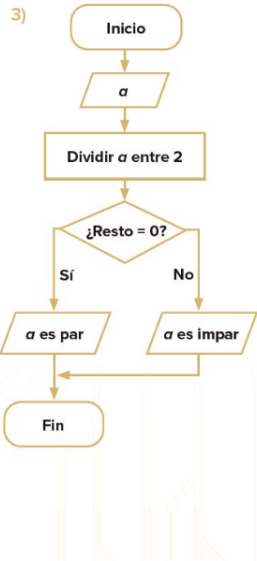 3)
Inicio
a
Dividir a entre 2
¿Resto = 0?
Sí
No
a es par
a es impar
Fin